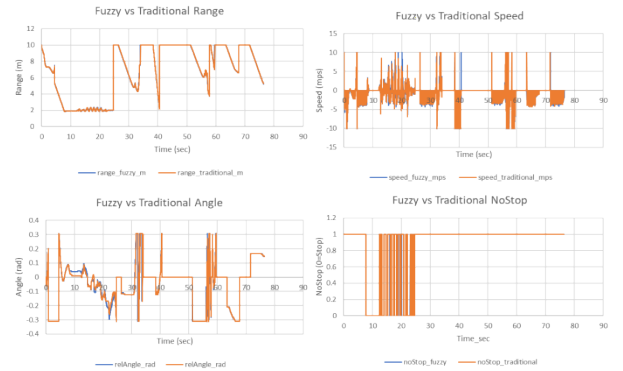 Fuzzy vs Traditional Range
12
10
8
6
4
2
0
0 10 20 30 40 50 60 70 80 90
Range (m)
Time (sec)
range_fuzzy_m range_traditional_m
Fuzzy vs Traditional Speed
15
10
5
0
-5
-10
-15
0 10 20 30 40 50 60 70 80 90
Speed (mps)
Time (sec)
speed_fuzzy_mps speed_traditional_mps
Fuzzy vs Traditional Angle
0.4
0.3
0.2
0.1
0
-0.1
-0.2
-0.3
-0.4
0 10 20 30 40 50 60 70 80 90
Angle (rad)
Time (sec)
relAngle_rad relAngle_rad
Fuzzy vs Traditional NoStop
1.2
1
0.8
0.6
0.4
0.2
0
0 10 20 30 40 50 60 70 80 90
NoStop (0=Stop)
Time_sec
noStop_fuzzy noStop_traditional